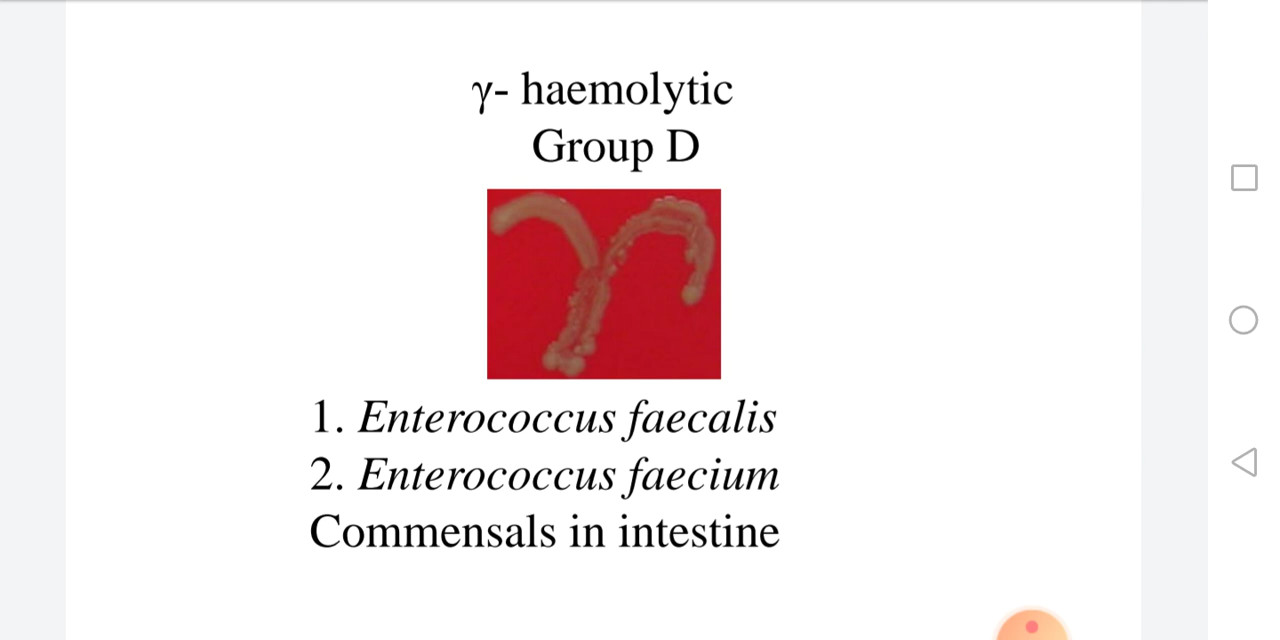 γ- haemolytic
Group D
1. Enterococcus faecalis
2. Enterococcus faecium
Commensals in intestine